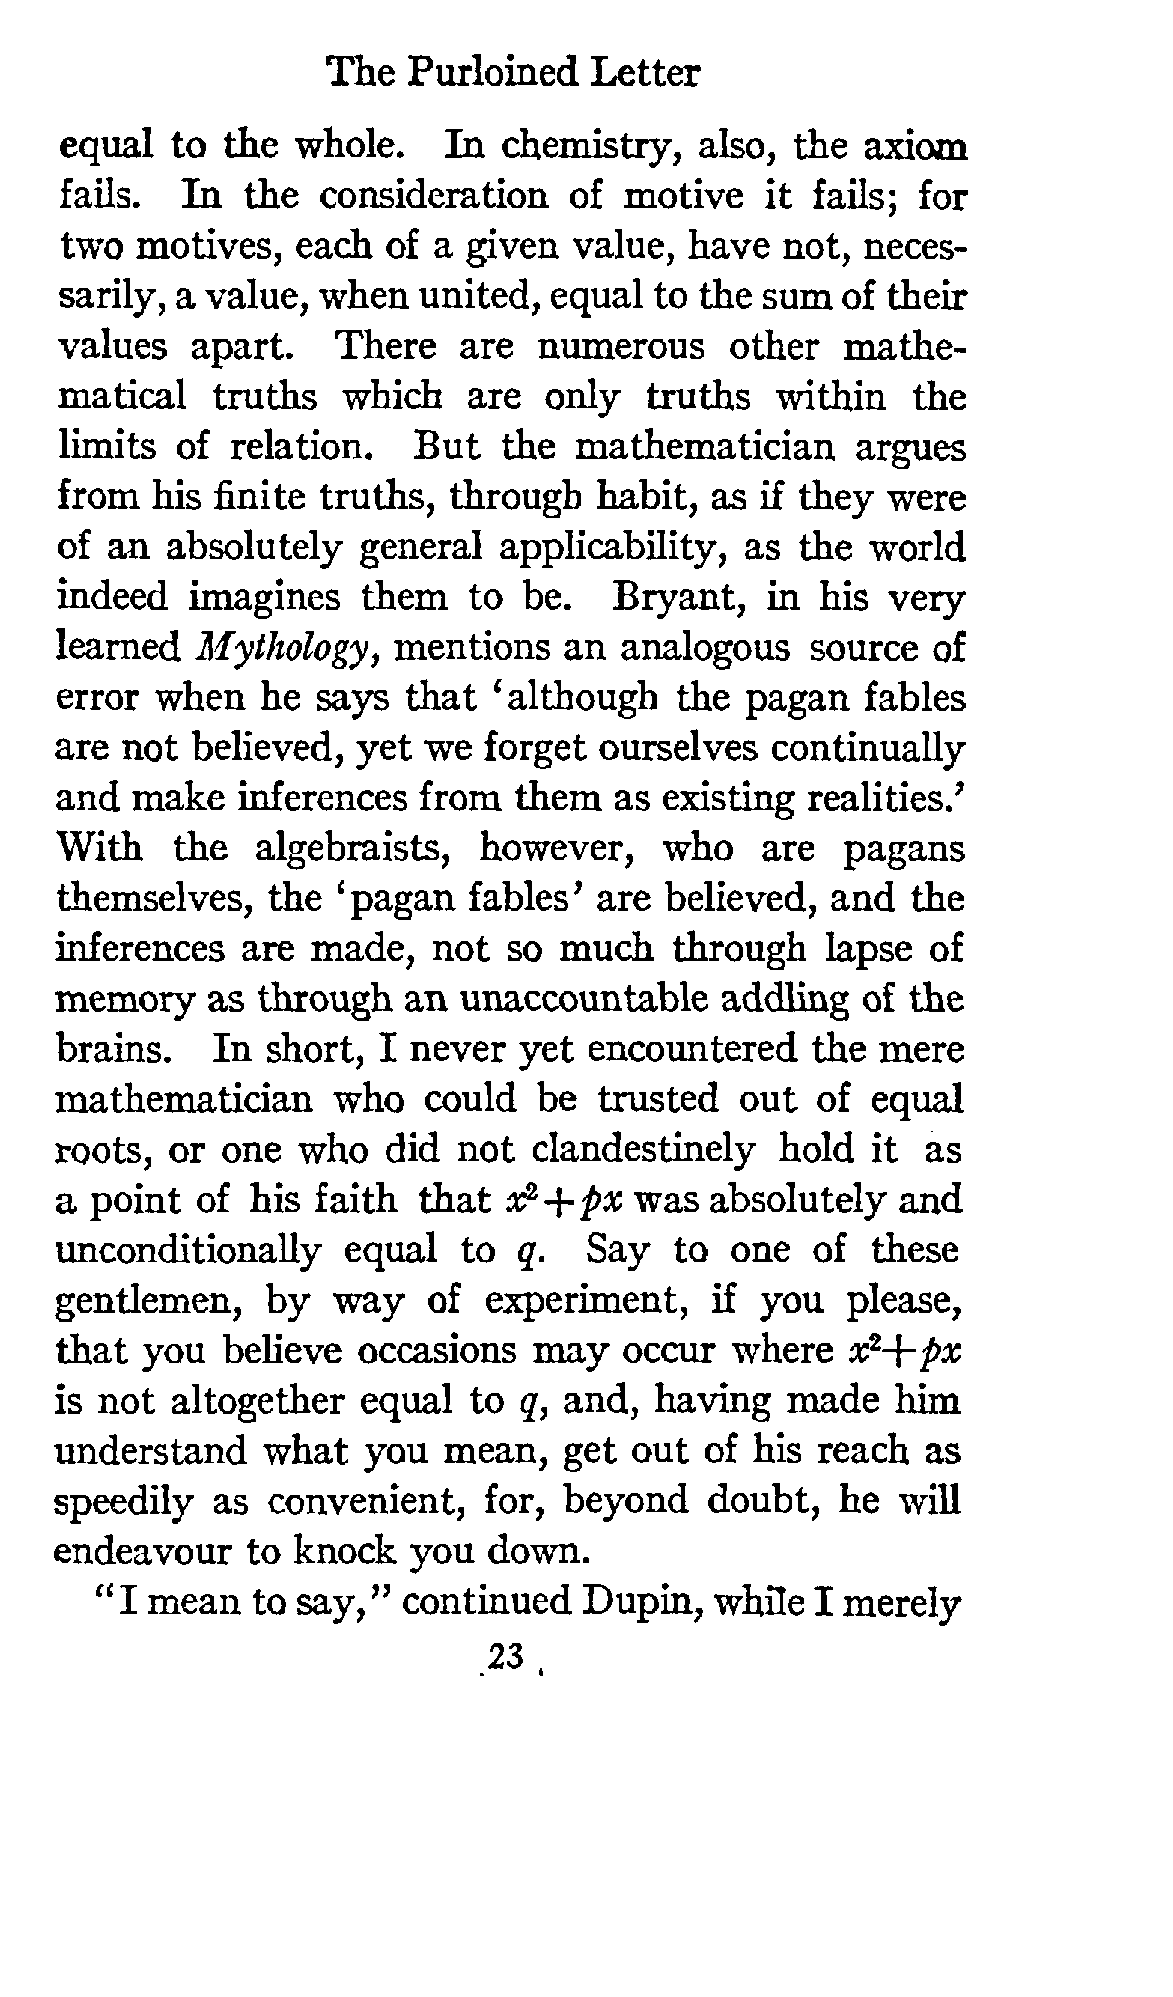 The Purloined Letter
equal to the whole. In chemistry, also, the axiom
fails. In the consideration of motive it fails; for
two motives, each of a given value, have not, neces-
sarily, a value, when united, equal to the sum of their
values apart. There are numerous other mathe-
matical truths which are only truths within the
limits of relation. But the mathematician argues
from his finite truths, through habit, as if they were
of an absolutely general applicability, as the world
indeed imagines them to be. Bryant, in his very
learned Mythology, mentions an analogous source of
error when he says that ‘although the pagan fables
are not believed, yet we forget ourselves continually
and make inferences from them as existing realities.’
With the algebraists, however, who are pagans
themselves, the ‘pagan fables’ are believed, and the
inferences are made, not so much through lapse of
memory as through an unaccountable addling of the
brains. In short, I never yet encountered the mere
mathematician who could be trusted out of equal
roots, or one who did not clandestinely hold it as
a point of his faith that x²+px was absolutely and
unconditionally equal to q. Say to one of these
gentlemen, by way of experiment, if you please,
that you believe occasions may occur where x²+px
is not altogether equal to q, and, having made him
understand what you mean, get out of his reach as
speedily as convenient, for, beyond doubt, he will
endeavour to knock you down.
“I mean to say,” continued Dupin, while I merely
23